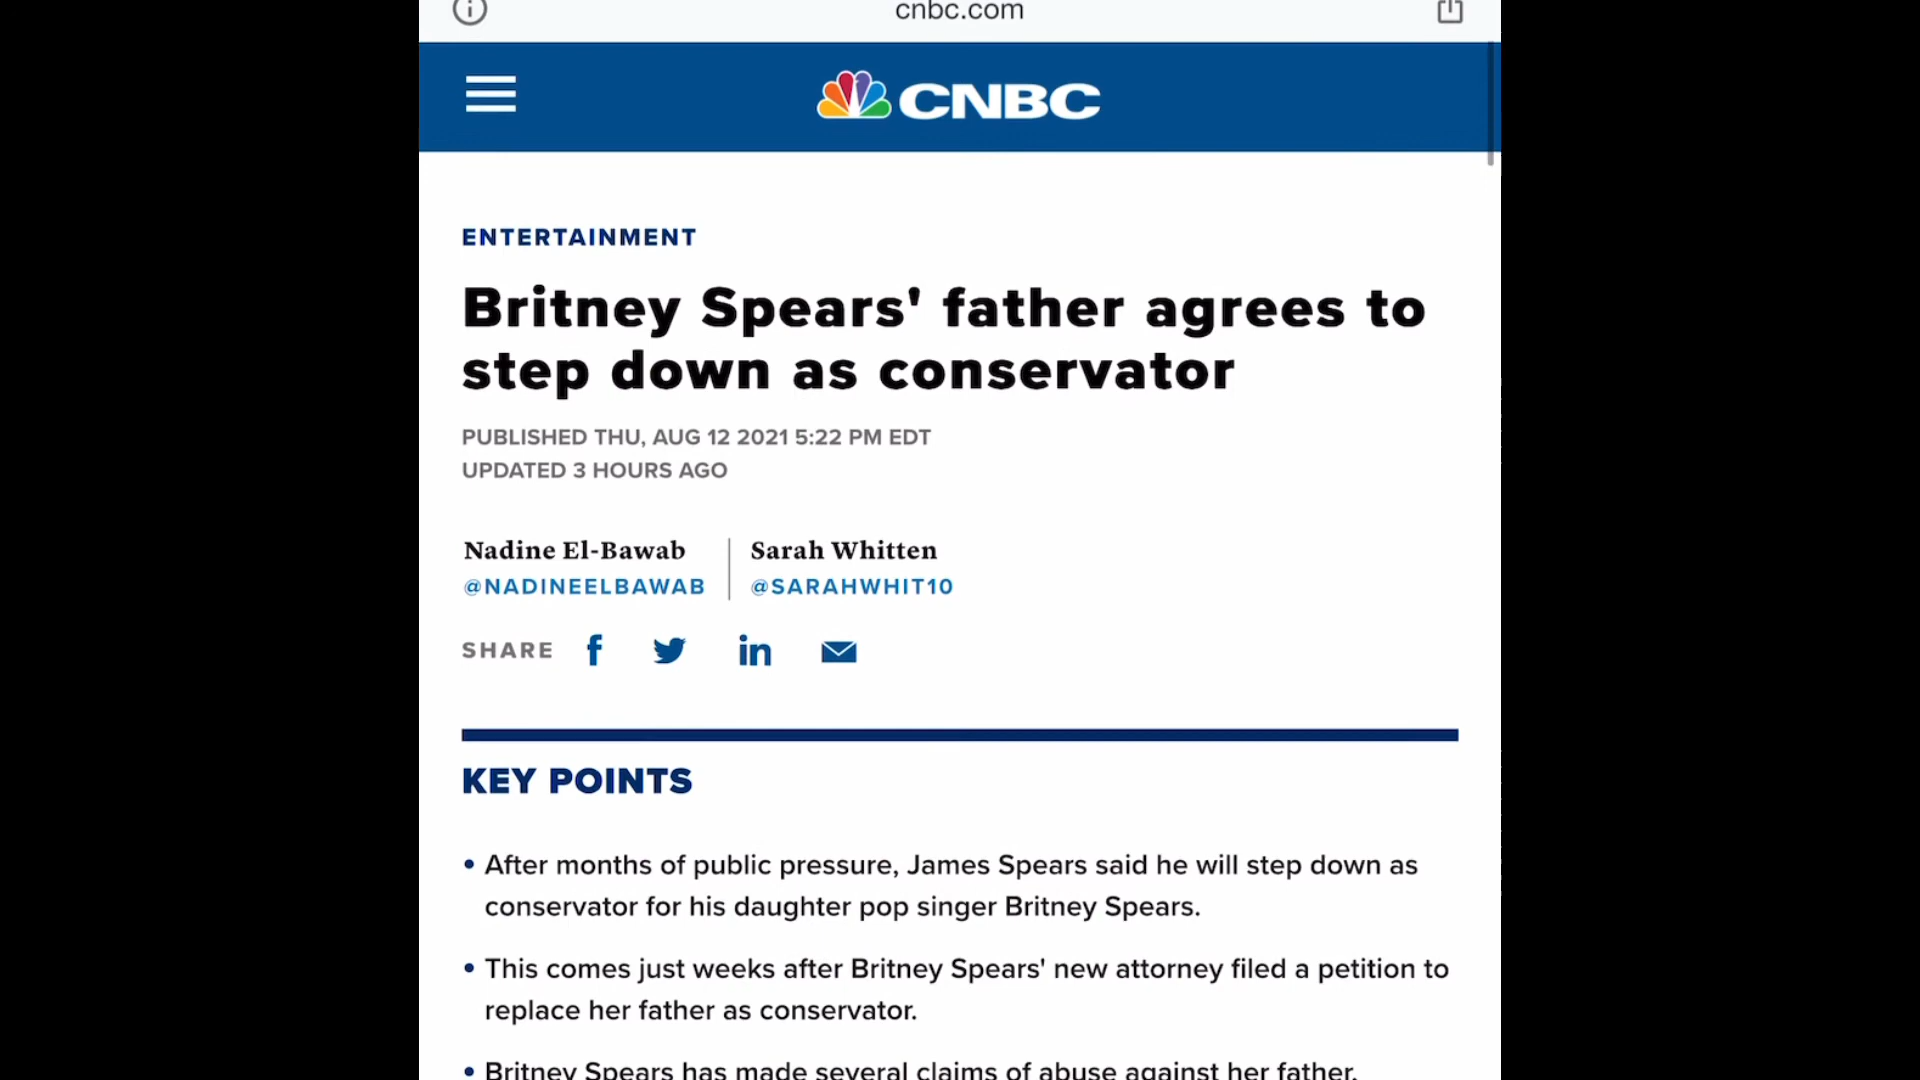 cnbc.com
CNBC
ENTERTAINMENT
Britney Spears' father agrees to
step down as conservator
PUBLISHED THU, AUG 12 2021 5:22 PM EDT
UPDATED 3 HOURS AGO
Nadine El-Bawab
@NADINEELBAWAB
Sarah Whitten
@SARAHWHIT10
SHARE
KEY POINTS
• After months of public pressure, James Spears said he will step down as
conservator for his daughter pop singer Britney Spears.
• This comes just weeks after Britney Spears' new attorney filed a petition to
replace her father as conservator.
• Britney Spears has made several claims of abuse against her father.